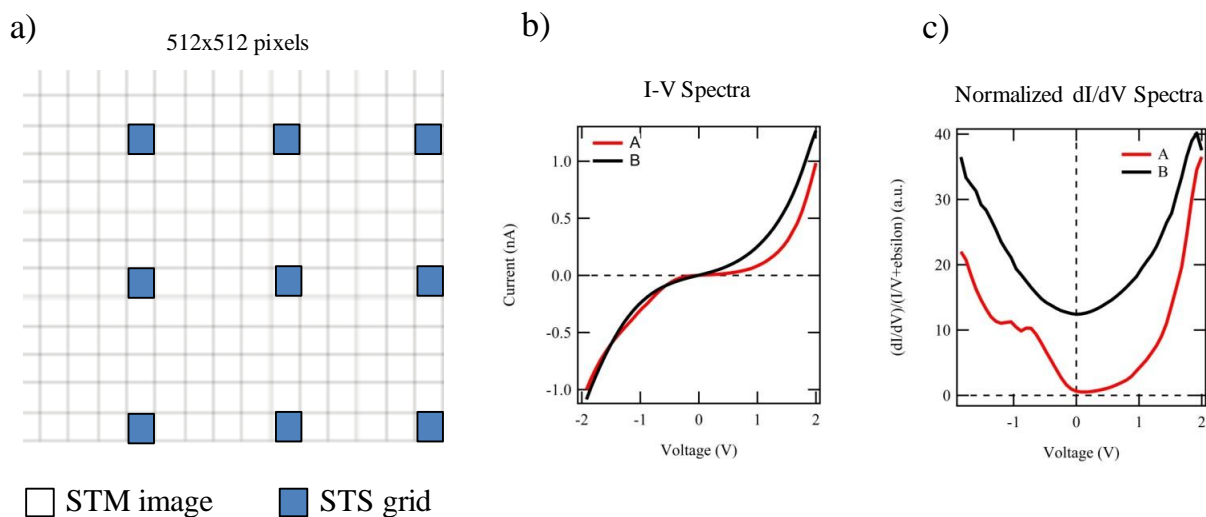 a)
512x512 pixels
STM image
STS grid
b)
I-V Spectra
A
B
Current (nA)
1.0
0.5
0.0
-0.5
-1.0
-2
-1
0
1
2
Voltage (V)
c)
Normalized dI/dV Spectra
A
B
(dI/dV)/(I/V+ebsilon) (a.u.)
40
30
20
10
0
-1
0
1
2
Voltage (V)